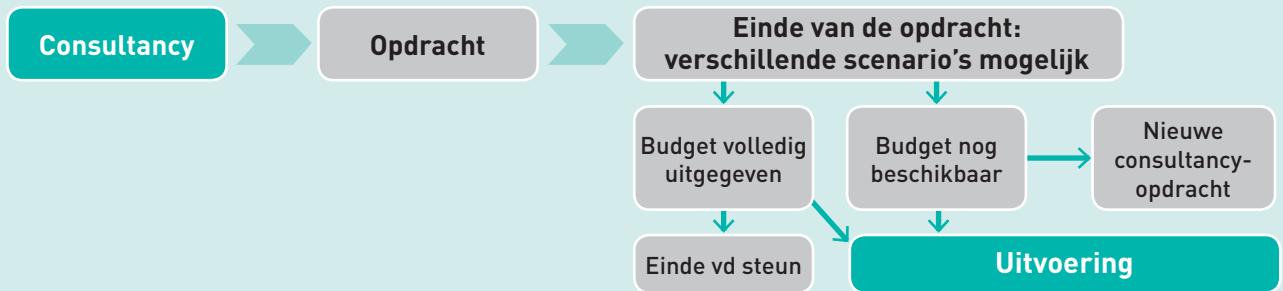 Consultancy
Opdracht
Einde van de opdracht:
verschillende scenario's mogelijk
Budget volledig
uitgegeven
Budget nog
beschikbaar
Nieuwe
consultancy-
opdracht
Einde vd steun
Uitvoering